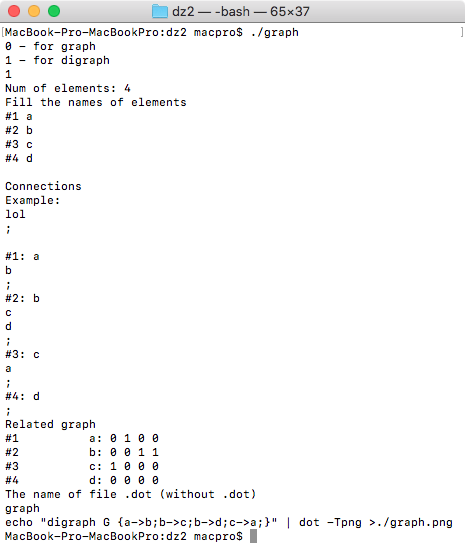 dz2 — -bash — 65×37
[MacBook-Pro-MacBookPro:dz2 macpro$ ./graph ]
0 - for graph
1 - for digraph
1
Num of elements: 4
Fill the names of elements
#1 a
#2 b
#3 c
#4 d
Connections
Example:
lol
;
#1: a
b
;
#2: b
c
d
;
#3: c
a
;
#4: d
;
Related graph
#1 a: 0 1 0 0
#2 b: 0 0 1 1
#3 c: 1 0 0 0
#4 d: 0 0 0 0
The name of file .dot (without .dot)
graph
echo "digraph G {a->b;b->c;b->d;c->a;}" | dot -Tpng >./graph.png
MacBook-Pro-MacBookPro:dz2 macpro$